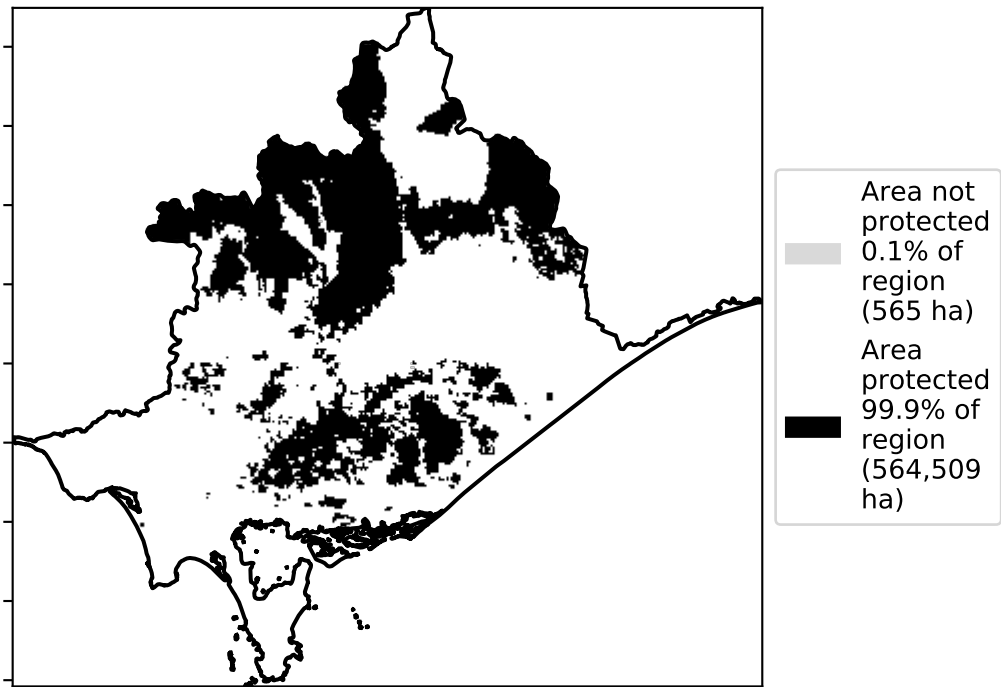 Area not
protected
0.1% of
region
(565 ha)
Area
protected
99.9% of
region
(564,509
ha)